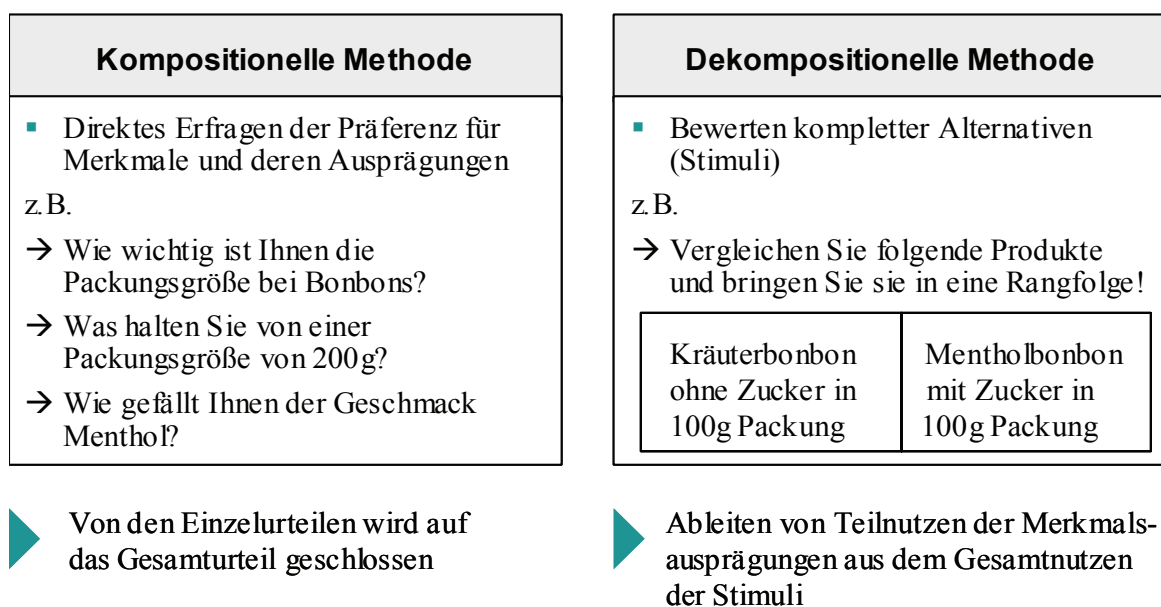 Kompositionelle Methode
▪ Direktes Erfragen der Präferenz für
Merkmale und deren Ausprägungen
z.B.
→ Wie wichtig ist Ihnen die
Packungsgröße bei Bonbons?
→ Was halten Sie von einer
Packungsgröße von 200g?
→ Wie gefällt Ihnen der Geschmack
Menthol?
Von den Einzelurteilen wird auf
das Gesamturteil geschlossen
Dekompositionelle Methode
▪ Bewerten kompletter Alternativen
(Stimuli)
z.B.
→ Vergleichen Sie folgende Produkte
und bringen Sie sie in eine Rangfolge!
Kräuterbonbon
ohne Zucker in
100g Packung
Mentholbonbon
mit Zucker in
100g Packung
Ableiten von Teilnutzen der Merkmals-
ausprägungen aus dem Gesamtnutzen
der Stimuli